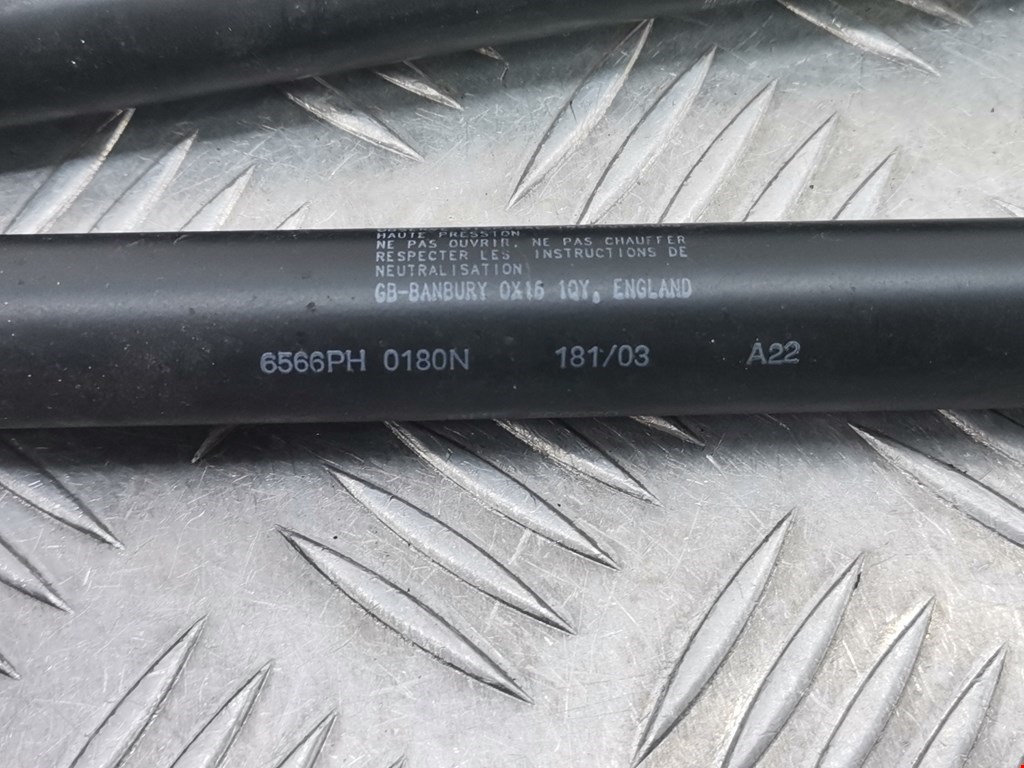 HAUTE PRESSION
NE PAS OUVRIR. NE PAS CHAUFFER
RESPECTER LES INSTRUCTIONS DE
NEUTRALISATION
GB-BANBURY OX16 1QY, ENGLAND
6566PH 0180N 181/03 A22